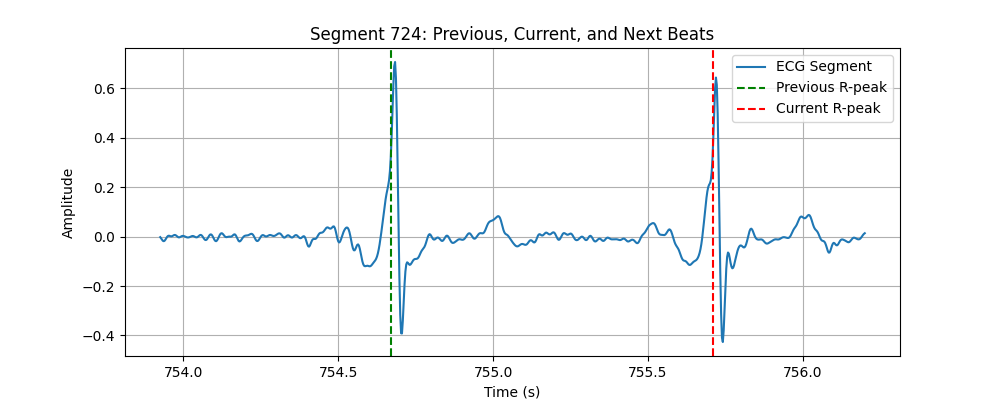 Segment 724: Previous, Current, and Next Beats
ECG Segment
Previous R-peak
Current R-peak
Amplitude
0.6
0.4
0.2
0.0
−0.2
−0.4
754.0 754.5 755.0 755.5 756.0
Time (s)